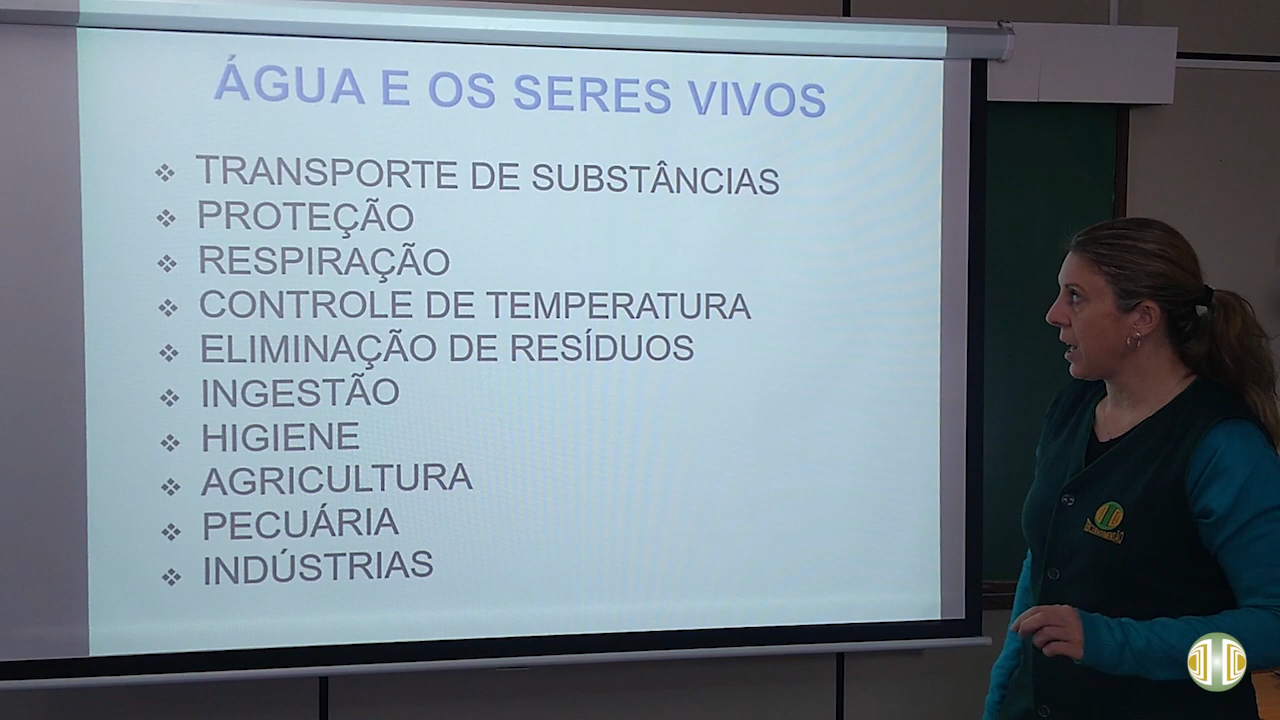 ÁGUA E OS SERES VIVOS
TRANSPORTE DE SUBSTÂNCIAS
PROTEÇÃO
RESPIRAÇÃO
CONTROLE DE TEMPERATURA
ELIMINAÇÃO DE RESÍDUOS
INGESTÃO
HIGIENE
AGRICULTURA
PECUÁRIA
INDÚSTRIAS